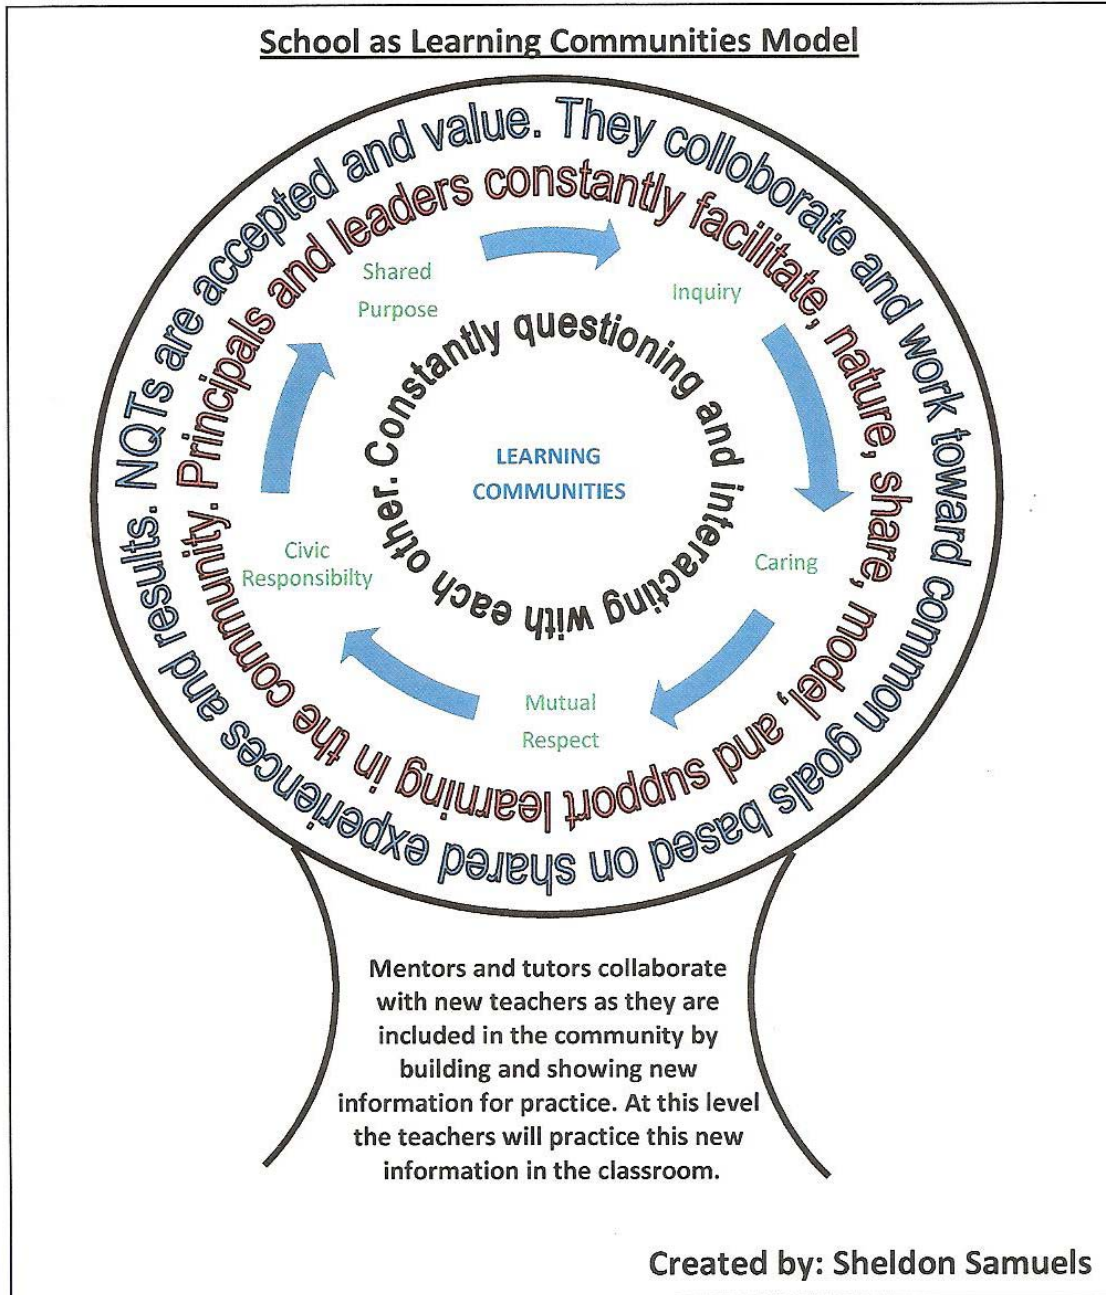 School as Learning Communities Model
NQTs are accepted and value. They colloborate and work toward common goals based on shared experiences and results.
Principals and leaders constantly facilitate, nature, share, model, and support learning in the community.
Shared
Purpose
Inquiry
Caring
Mutual
Respect
Civic
Responsibilty
Constantly questioning and interacting with each other.
LEARNING
COMMUNITIES
Mentors and tutors collaborate
with new teachers as they are
included in the community by
building and showing new
information for practice. At this level
the teachers will practice this new
information in the classroom.
Created by: Sheldon Samuels